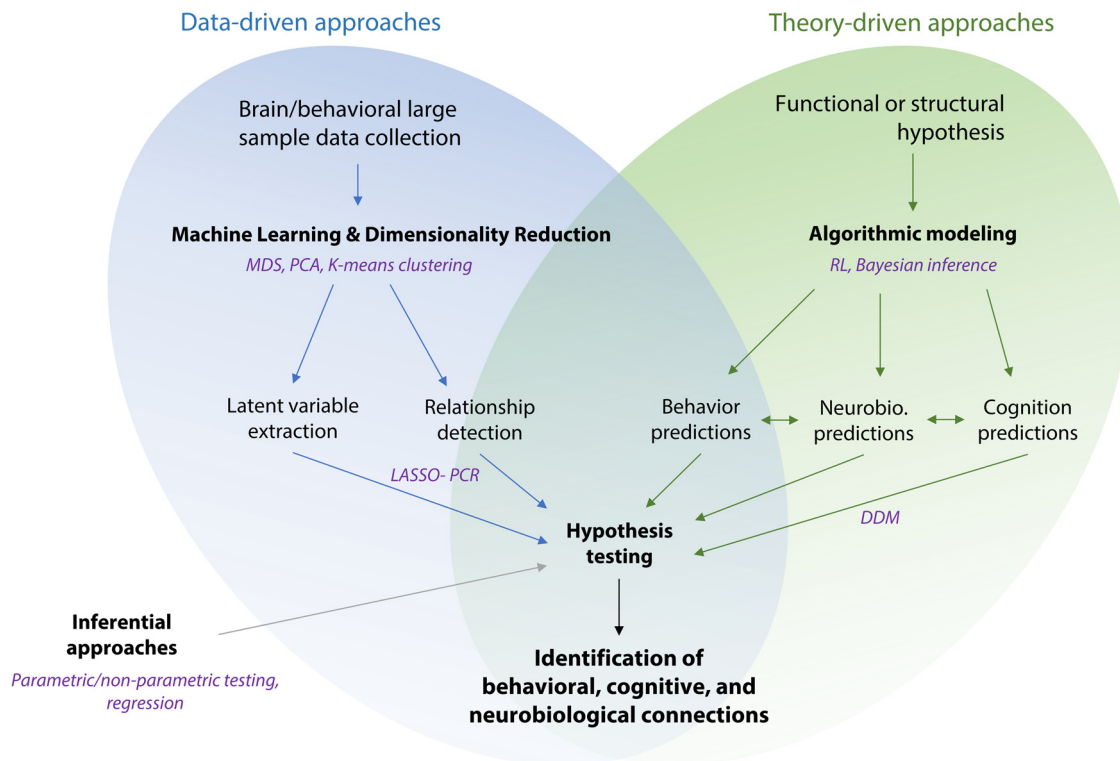 Data-driven approaches
Theory-driven approaches
Brain/behavioral large
sample data collection
Functional or structural
hypothesis
Machine Learning & Dimensionality Reduction
MDS, PCA, K-means clustering
Algorithmic modeling
RL, Bayesian inference
Latent variable
extraction
Relationship
detection
Behavior
predictions
Neurobio.
predictions
Cognition
predictions
LASSO- PCR
DDM
Hypothesis
testing
Inferential
approaches
Parametric/non-parametric testing,
regression
Identification of
behavioral, cognitive, and
neurobiological connections